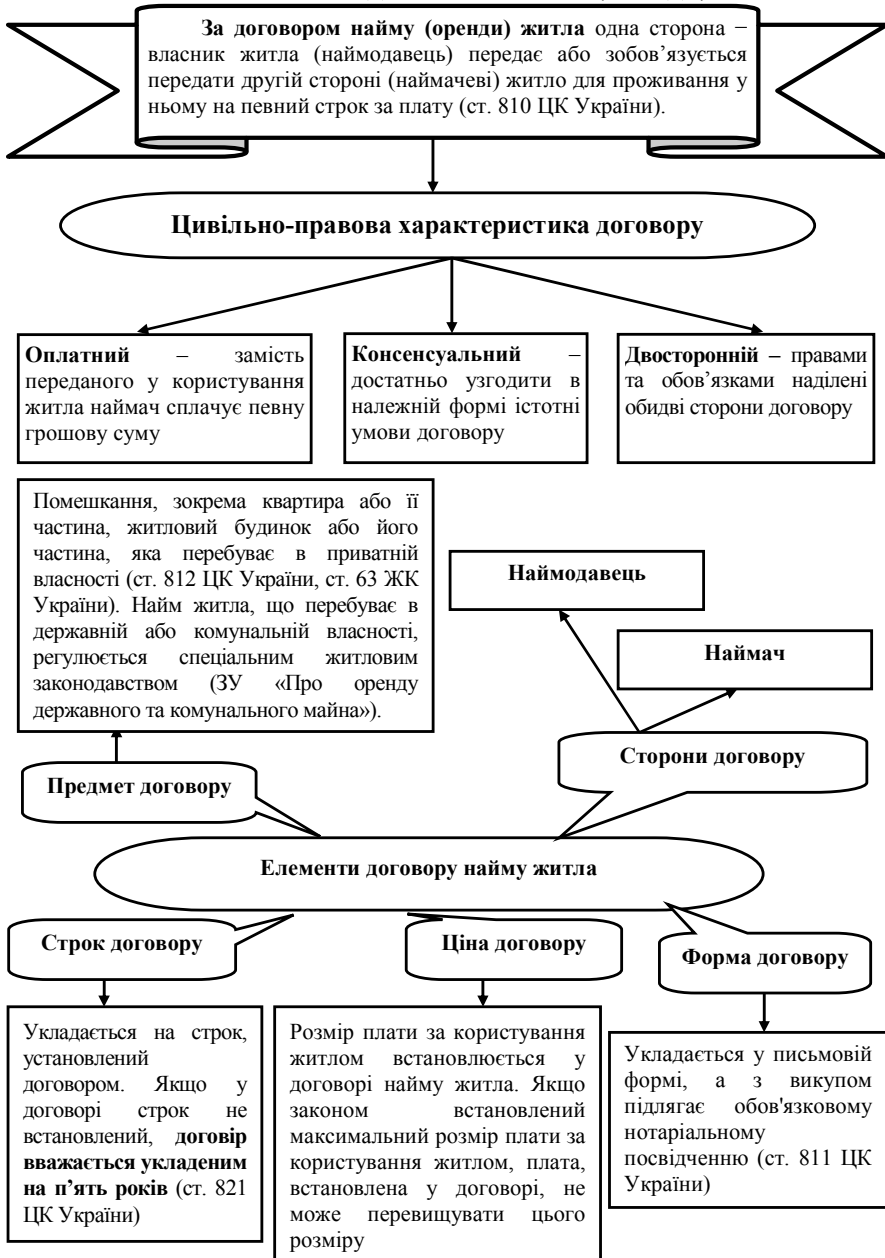 За договором найму (оренди) житла одна сторона –
власник житла (наймодавець) передає або зобов’язується
передати другій стороні (наймачеві) житло для проживання у
ньому на певний строк за плату (ст. 810 ЦК України).
Цивільно-правова характеристика договору
Оплатний – замість
переданого у користування
житла наймач сплачує певну
грошову суму
Консенсуальний –
достатньо узгодити в
належній формі істотні
умови договору
Двосторонній – правами
та обов’язками наділені
обидві сторони договору
Помешкання, зокрема квартира або її
частина, житловий будинок або його
частина, яка перебуває в приватній
власності (ст. 812 ЦК України, ст. 63 ЖК
України). Найм житла, що перебуває в
державній або комунальній власності,
регулюється спеціальним житловим
законодавством (ЗУ «Про оренду
державного та комунального майна»).
Наймодавець
Наймач
Предмет договору
Сторони договору
Елементи договору найму житла
Строк договору
Ціна договору
Форма договору
Укладається на строк,
установлений
договором. Якщо у
договорі строк не
встановлений, договір
вважається укладеним
на п’ять років (ст. 821
ЦК України)
Розмір плати за користування
житлом встановлюється у
договорі найму житла. Якщо
законом встановлений
максимальний розмір плати за
користування житлом, плата,
встановлена у договорі, не
може перевищувати цього
розміру
Укладається у письмовій
формі, а з викупом
підлягає обов'язковому
нотаріальному
посвідченню (ст. 811 ЦК
України)